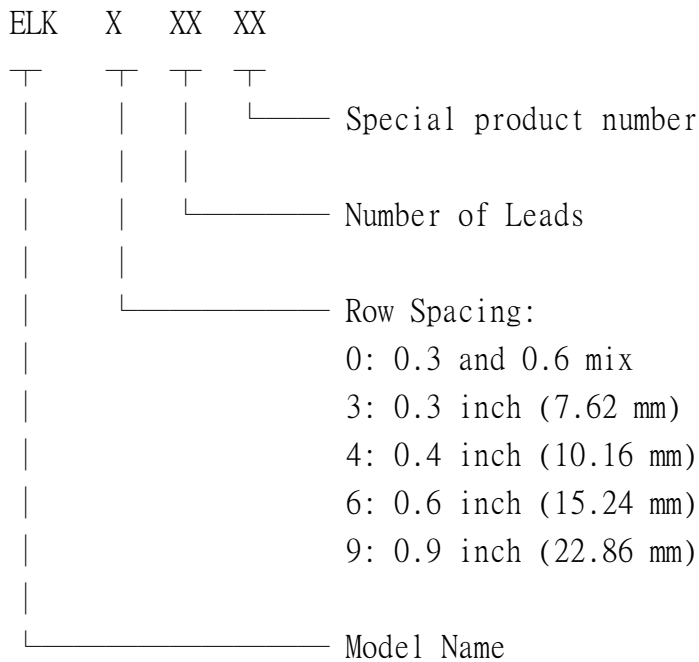 ELK X XX XX
Special product number
Number of Leads
Row Spacing:
0: 0.3 and 0.6 mix
3: 0.3 inch (7.62 mm)
4: 0.4 inch (10.16 mm)
6: 0.6 inch (15.24 mm)
9: 0.9 inch (22.86 mm)
Model Name